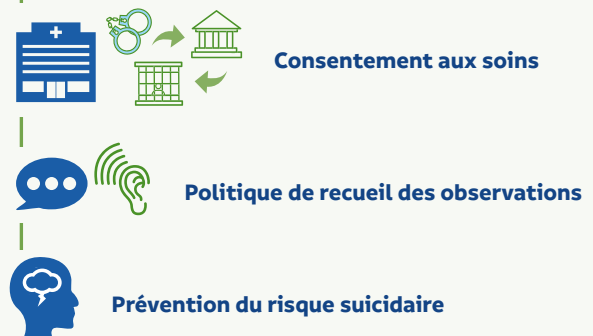 Consentement aux soins
Politique de recueil des observations
Prévention du risque suicidaire